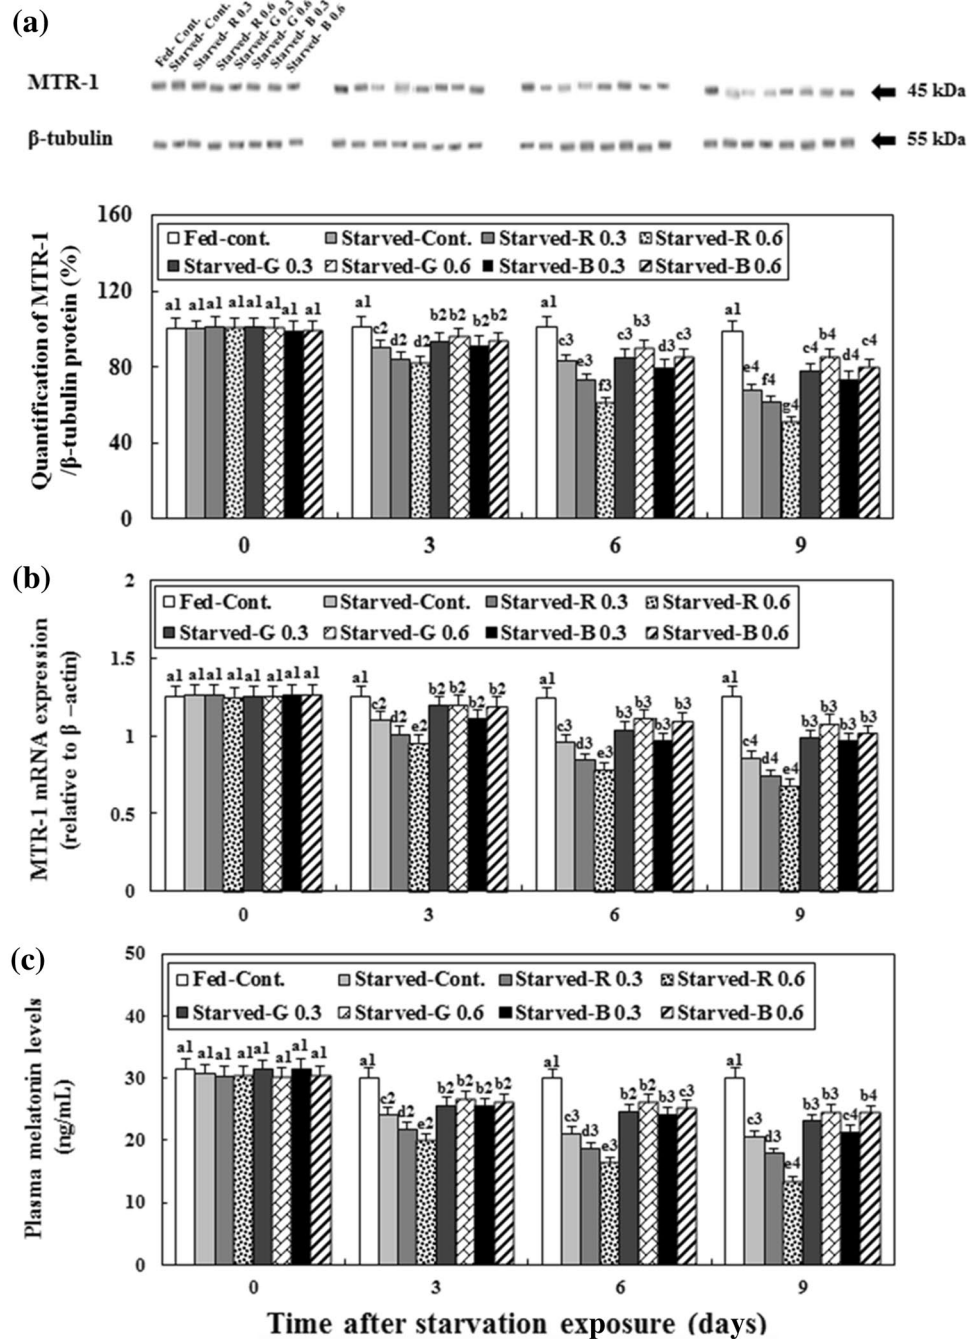 (a)
Fed- Cont.
Starved- Cont.
Starved- R 0.3
Starved- R 0.6
Starved- G 0.3
Starved- G 0.6
Starved- B 0.3
Starved- B 0.6
MTR-1
45 kDa
β-tubulin
55 kDa
Quantification of MTR-1
/β-tubulin protein (%)
160
120
80
40
0
Fed-cont. Starved-Cont. Starved-R 0.3 Starved-R 0.6
Starved-G 0.3 Starved-G 0.6 Starved-B 0.3 Starved-B 0.6
a1 a1 a1 a1 a1 a1 a1 a1
a1 c2 d2 d2 b2 b2 b2 b2
a1 c3 e3 f3 c3 b3 d3 c3
a1 e4 f4 g4 c4 b4 d4 c4
0 3 6 9
(b)
MTR-1 mRNA expression
(relative to β –actin)
2
1.5
1
0.5
0
Fed-Cont. Starved-Cont. Starved-R 0.3 Starved-R 0.6
Starved-G 0.3 Starved-G 0.6 Starved-B 0.3 Starved-B 0.6
a1 a1 a1 a1 a1 a1 a1 a1
a1 c2 d2 e2 b2 b2 b2 b2
a1 c3 d3 e3 b3 b3 b3 b3
a1 c4 d4 e4 b3 b3 b3 b3
0 3 6 9
(c)
Plasma melatonin levels
(ng/mL)
50
40
30
20
10
0
Fed-Cont. Starved-Cont. Starved-R 0.3 Starved-R 0.6
Starved-G 0.3 Starved-G 0.6 Starved-B 0.3 Starved-B 0.6
a1 a1 a1 a1 a1 a1 a1 a1
a1 c2 d2 e2 b2 b2 b2 b2
a1 c3 d3 e3 b2 b2 b3 c3
a1 c3 d3 e4 b3 b3 c4 b4
0 3 6 9
Time after starvation exposure (days)